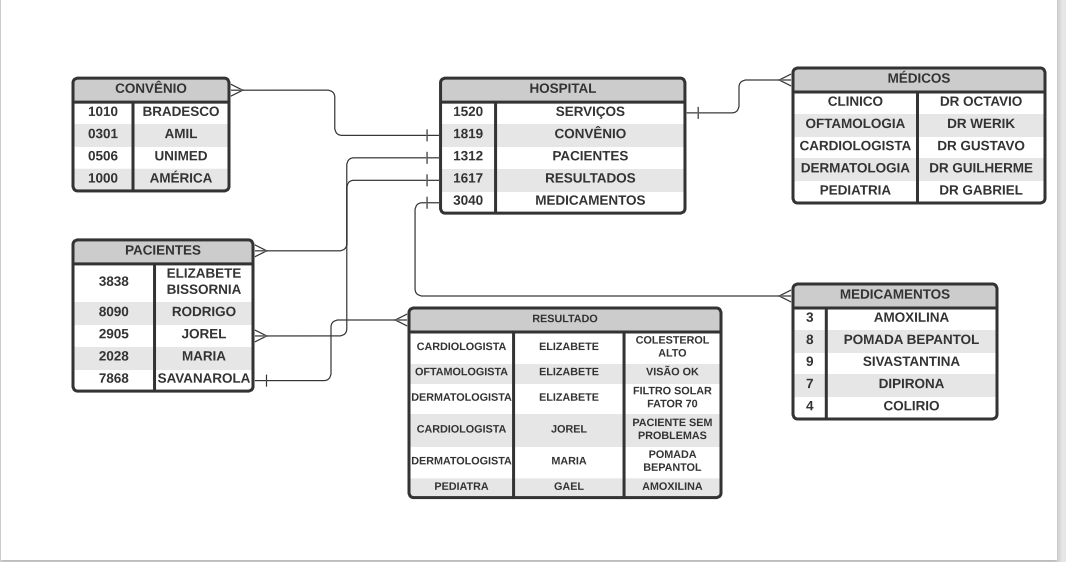 CONVÊNIO
1010 BRADESCO
0301 AMIL
0506 UNIMED
1000 AMÉRICA
HOSPITAL
1520 SERVIÇOS
1819 CONVÊNIO
1312 PACIENTES
1617 RESULTADOS
3040 MEDICAMENTOS
MÉDICOS
CLINICO DR OCTAVIO
OFTAMOLOGIA DR WERIK
CARDIOLOGISTA DR GUSTAVO
DERMATOLOGIA DR GUILHERME
PEDIATRIA DR GABRIEL
PACIENTES
3838 ELIZABETE
BISSORNIA
8090 RODRIGO
2905 JOREL
2028 MARIA
7868 SAVANAROLA
RESULTADO
CARDIOLOGISTA ELIZABETE COLESTEROL
ALTO
OFTAMOLOGISTA ELIZABETE VISÃO OK
DERMATOLOGISTA ELIZABETE FILTRO SOLAR
FATOR 70
CARDIOLOGISTA JOREL PACIENTE SEM
PROBLEMAS
DERMATOLOGISTA MARIA POMADA
BEPANTOL
PEDIATRA GAEL AMOXILINA
MEDICAMENTOS
3 AMOXILINA
8 POMADA BEPANTOL
9 SIVASTANTINA
7 DIPIRONA
4 COLIRIO